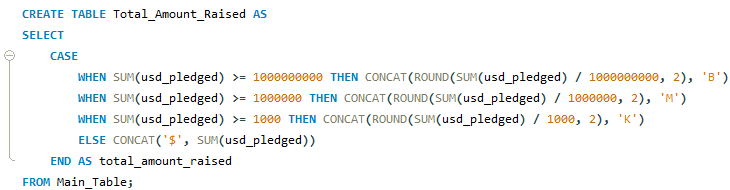 CREATE TABLE Total_Amount_Raised AS
SELECT
CASE
WHEN SUM(usd_pledged) >= 1000000000 THEN CONCAT(ROUND(SUM(usd_pledged) / 1000000000, 2), 'B')
WHEN SUM(usd_pledged) >= 1000000 THEN CONCAT(ROUND(SUM(usd_pledged) / 1000000, 2), 'M')
WHEN SUM(usd_pledged) >= 1000 THEN CONCAT(ROUND(SUM(usd_pledged) / 1000, 2), 'K')
ELSE CONCAT('$', SUM(usd_pledged))
END AS total_amount_raised
FROM Main_Table;